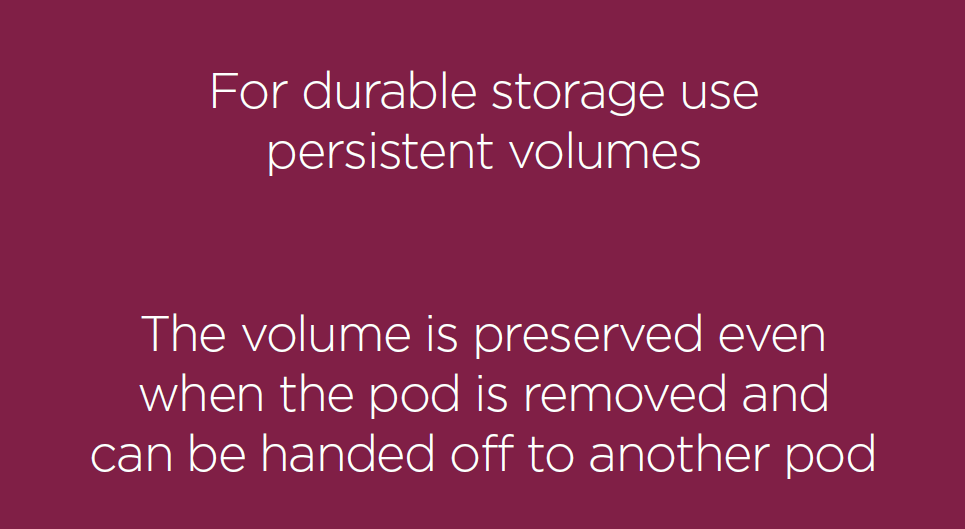 For durable storage use
persistent volumes
The volume is preserved even
when the pod is removed and
can be handed off to another pod